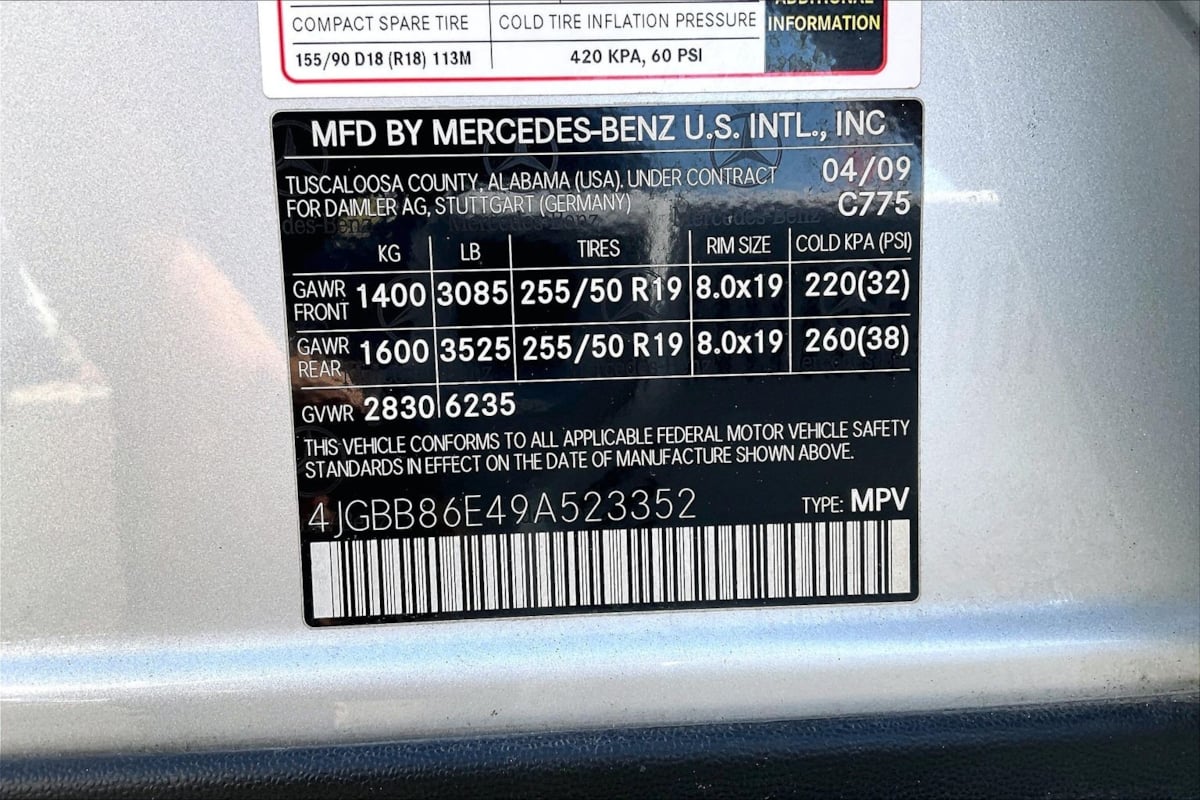 ADDITIONAL
COMPACT SPARE TIRE COLD TIRE INFLATION PRESSURE INFORMATION
155/90 D18 (R18) 113M 420 KPA, 60 PSI
MFD BY MERCEDES-BENZ U.S. INTL., INC
TUSCALOOSA COUNTY, ALABAMA (USA), UNDER CONTRACT 04/09
FOR DAIMLER AG, STUTTGART (GERMANY) C775
KG LB TIRES RIM SIZE COLD KPA (PSI)
GAWR FRONT 1400 3085 255/50 R19 8.0x19 220(32)
GAWR REAR 1600 3525 255/50 R19 8.0x19 260(38)
GVWR 2830 6235
THIS VEHICLE CONFORMS TO ALL APPLICABLE FEDERAL MOTOR VEHICLE SAFETY
STANDARDS IN EFFECT ON THE DATE OF MANUFACTURE SHOWN ABOVE.
4JGBB86E49A523352 TYPE: MPV